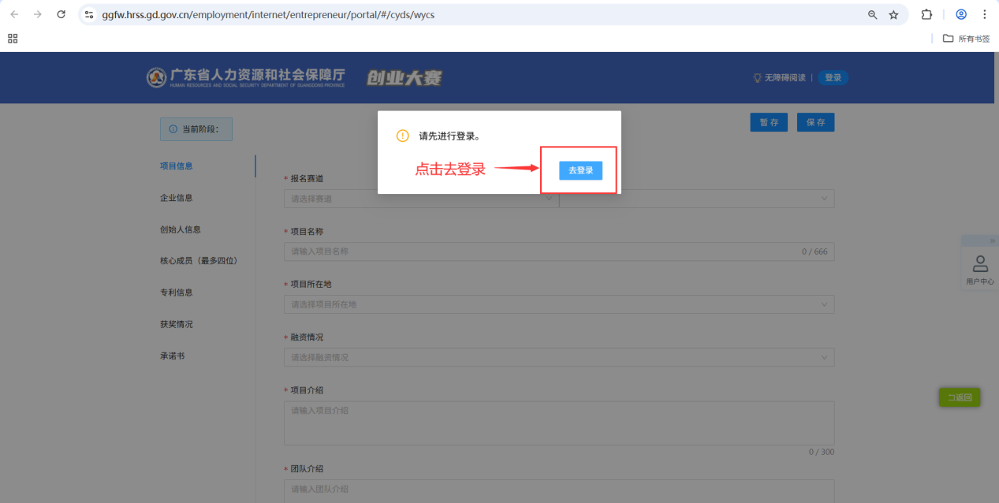 ggfw.hrss.gd.gov.cn/employment/internet/entrepreneur/portal/#/cyds/wycs
所有书签
广东省人力资源和社会保障厅
HUMAN RESOURCES AND SOCIAL SECURITY DEPARTMENT OF GUANGDONG PROVINCE
创业大赛
无障碍阅读
登录
当前阶段：
暂 存
保 存
请先进行登录。
点击去登录
去登录
项目信息
企业信息
创始人信息
核心成员（最多四位）
专利信息
获奖情况
承诺书
* 报名赛道
请选择赛道
* 项目名称
请输入项目名称
0 / 666
* 项目所在地
请选择项目所在地
* 融资情况
请选择融资情况
* 项目介绍
请输入项目介绍
0 / 300
* 团队介绍
请输入团队介绍
用户中心
返回